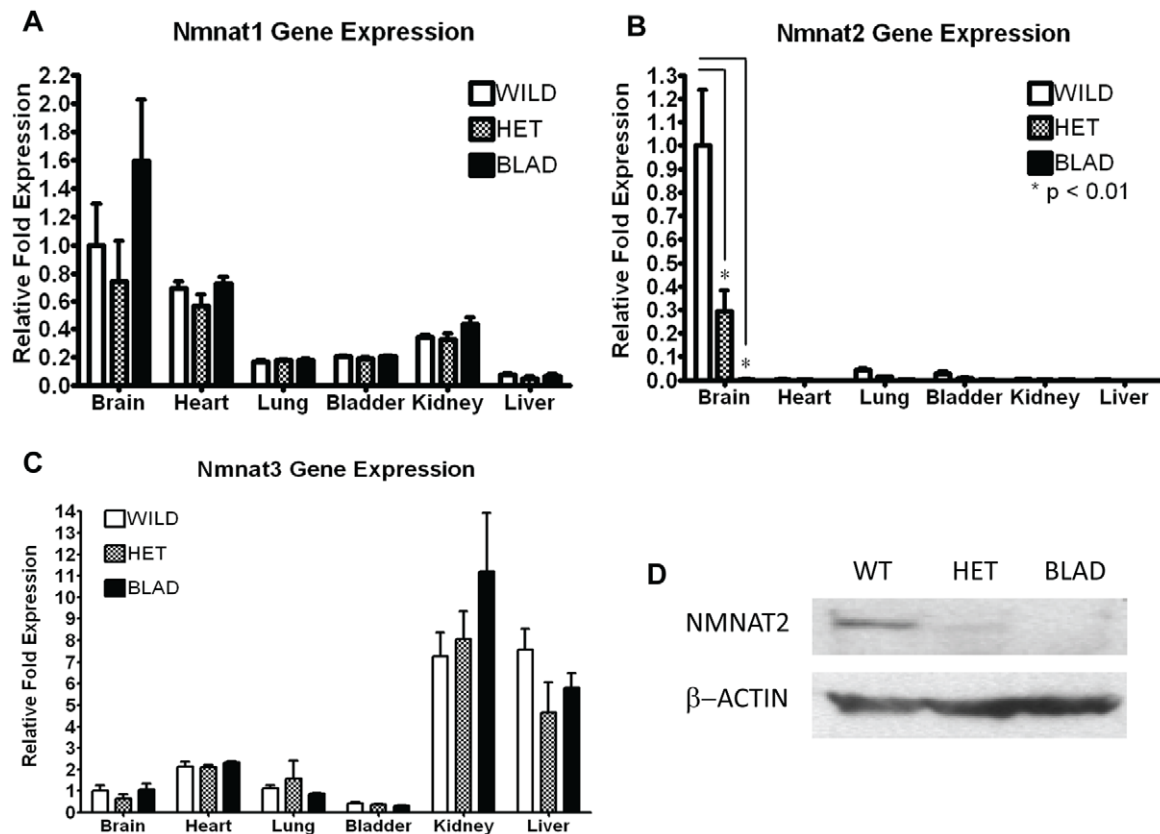 A
Nmnat1 Gene Expression
Relative Fold Expression
2.2
2.0
1.8
1.6
1.4
1.2
1.0
0.8
0.6
0.4
0.2
0.0
WILD
HET
BLAD
Brain Heart Lung Bladder Kidney Liver
B
Nmnat2 Gene Expression
Relative Fold Expression
1.3
1.2
1.1
1.0
0.9
0.8
0.7
0.6
0.5
0.4
0.3
0.2
0.1
0.0
WILD
HET
BLAD
* p < 0.01
*
*
Brain Heart Lung Bladder Kidney Liver
C
Nmnat3 Gene Expression
Relative Fold Expression
14
13
12
11
10
9
8
7
6
5
4
3
2
1
0
WILD
HET
BLAD
Brain Heart Lung Bladder Kidney Liver
D
WT HET BLAD
NMNAT2
β–ACTIN